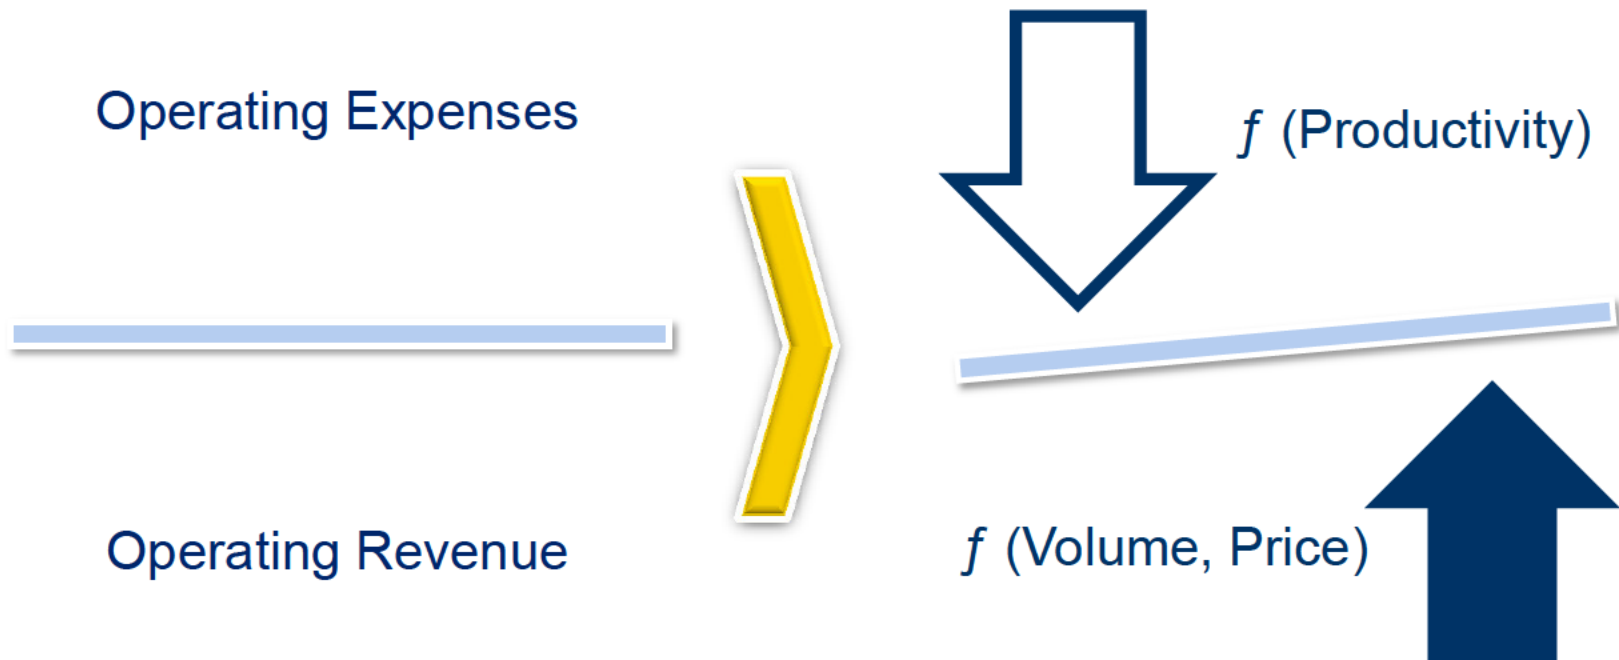 Operating Expenses
ƒ (Productivity)
Operating Revenue
ƒ (Volume, Price)